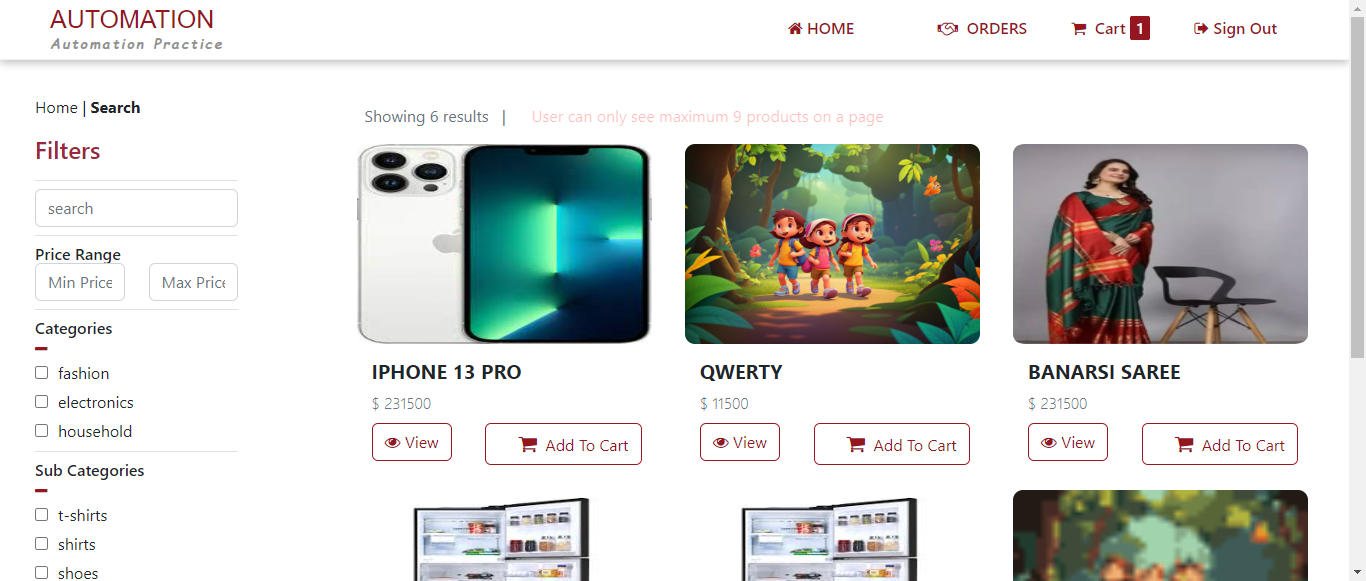 AUTOMATION
Automation Practice
HOME
ORDERS
Cart 1
Sign Out
Home | Search
Filters
search
Price Range
Min Price
Max Price
Categories
fashion
electronics
household
Sub Categories
t-shirts
shirts
shoes
Showing 6 results |
User can only see maximum 9 products on a page
IPHONE 13 PRO
$ 231500
View
Add To Cart
QWERTY
$ 11500
View
Add To Cart
BANARSI SAREE
$ 231500
View
Add To Cart